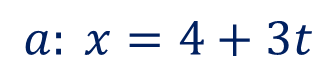 a: x = 4 + 3t